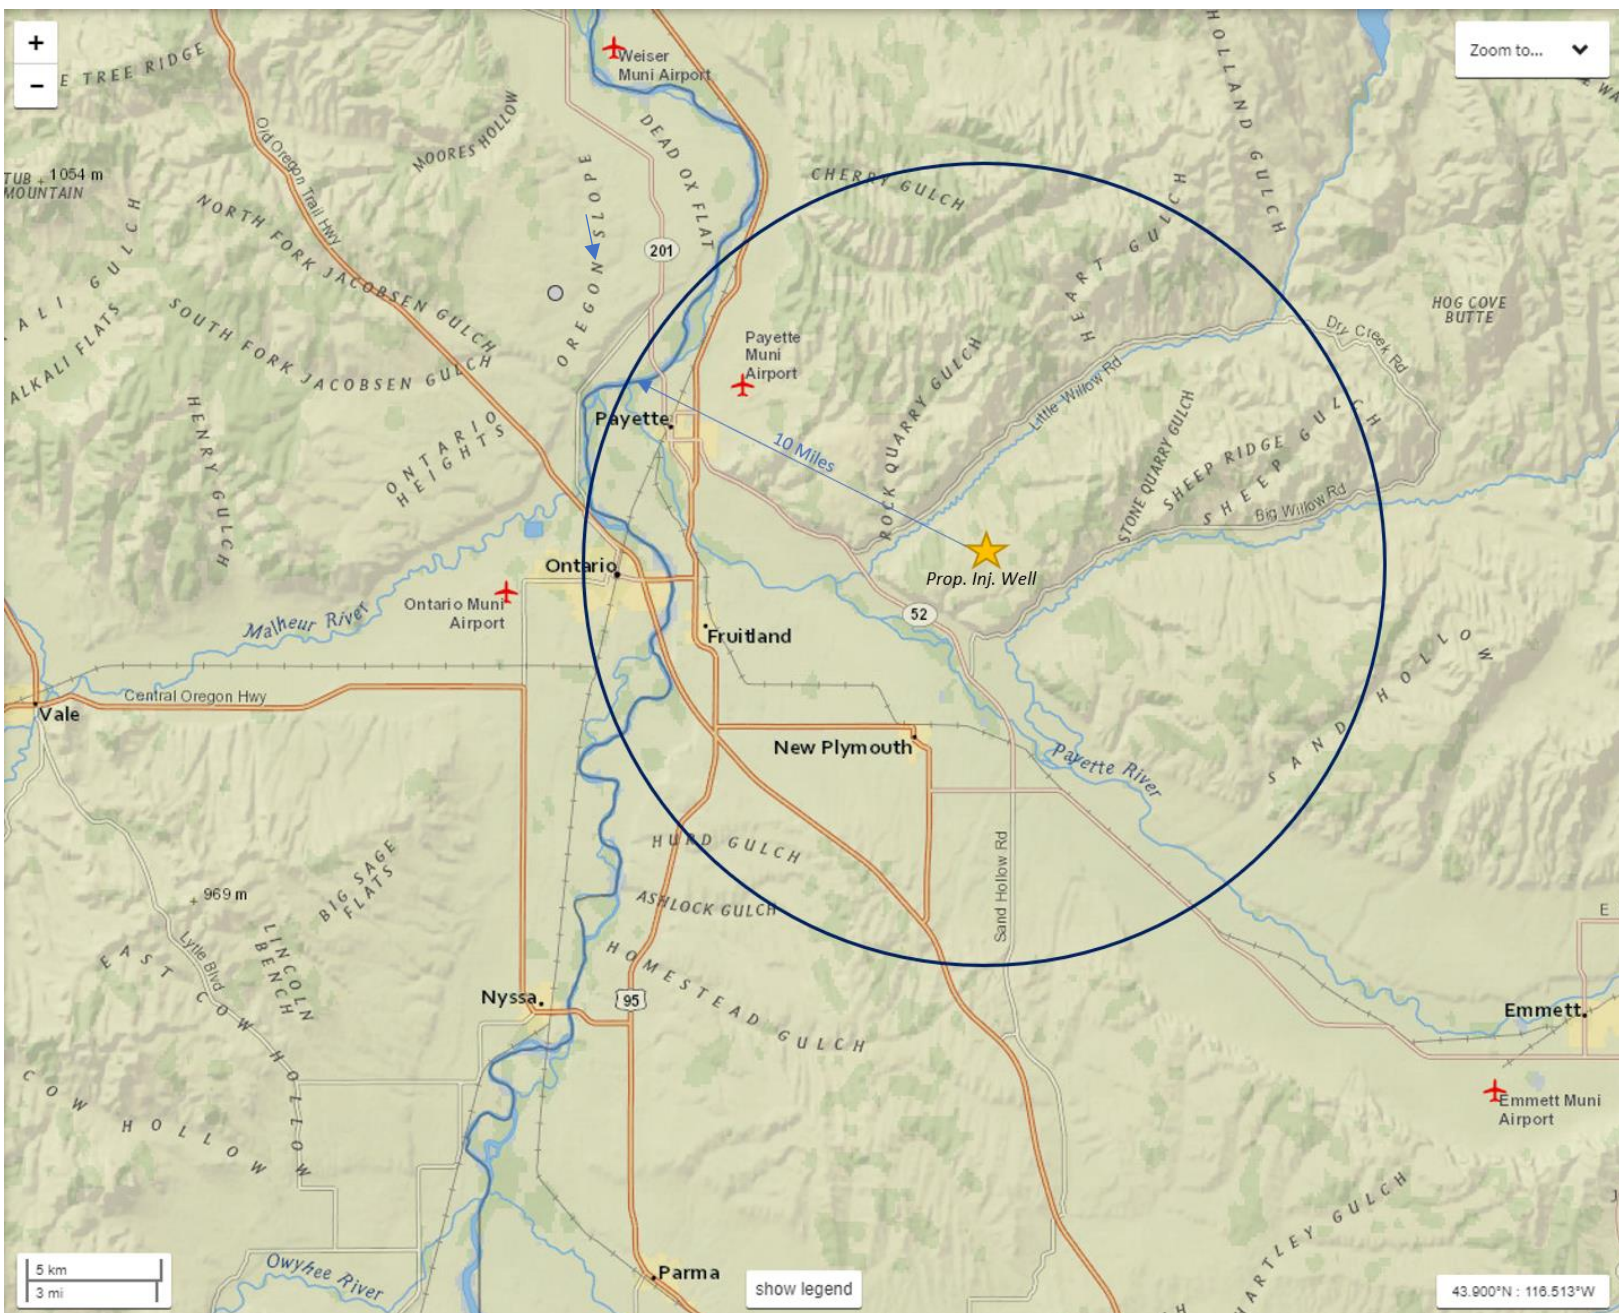 +
−
Zoom to...
E TREE RIDGE
Weiser
Muni Airport
HOLLAND GULCH
MOORES HOLLOW
Old Oregon Trail Hwy
DEAD OX FLAT
TUB
1054 m
MOUNTAIN
CHERRY GULCH
OREGON SLOPE
201
NORTH FORK JACOBSEN GULCH
SOUTH FORK JACOBSEN GULCH
ALI GULCH
ALKALI FLATS
HEART GULCH
HOG COVE
BUTTE
Dry Creek Rd
Payette
Muni
Airport
Little Willow Rd
ROCK QUARRY GULCH
HENRY GULCH
ONTARIO
HEIGHTS
Payette
10 Miles
STONE QUARRY GULCH
SHEEP RIDGE
SHEEP GULCH
Big Willow Rd
Prop. Inj. Well
Ontario
Ontario Muni
Airport
Malheur River
52
Fruitland
SAND HOLLOW
Central Oregon Hwy
Vale
New Plymouth
Payette River
HURD GULCH
BIG SAGE
FLATS
969 m
ASHLOCK GULCH
Sand Hollow Rd
E
Lytle Blvd
LINCOLN
BENCH
EAST COW HOLLOW
HOMESTEAD GULCH
Nyssa
95
Emmett
COW HOLLOW
Emmett Muni
Airport
HARTLEY GULCH
Owyhee River
Parma
5 km
3 mi
show legend
43.900°N : 116.513°W